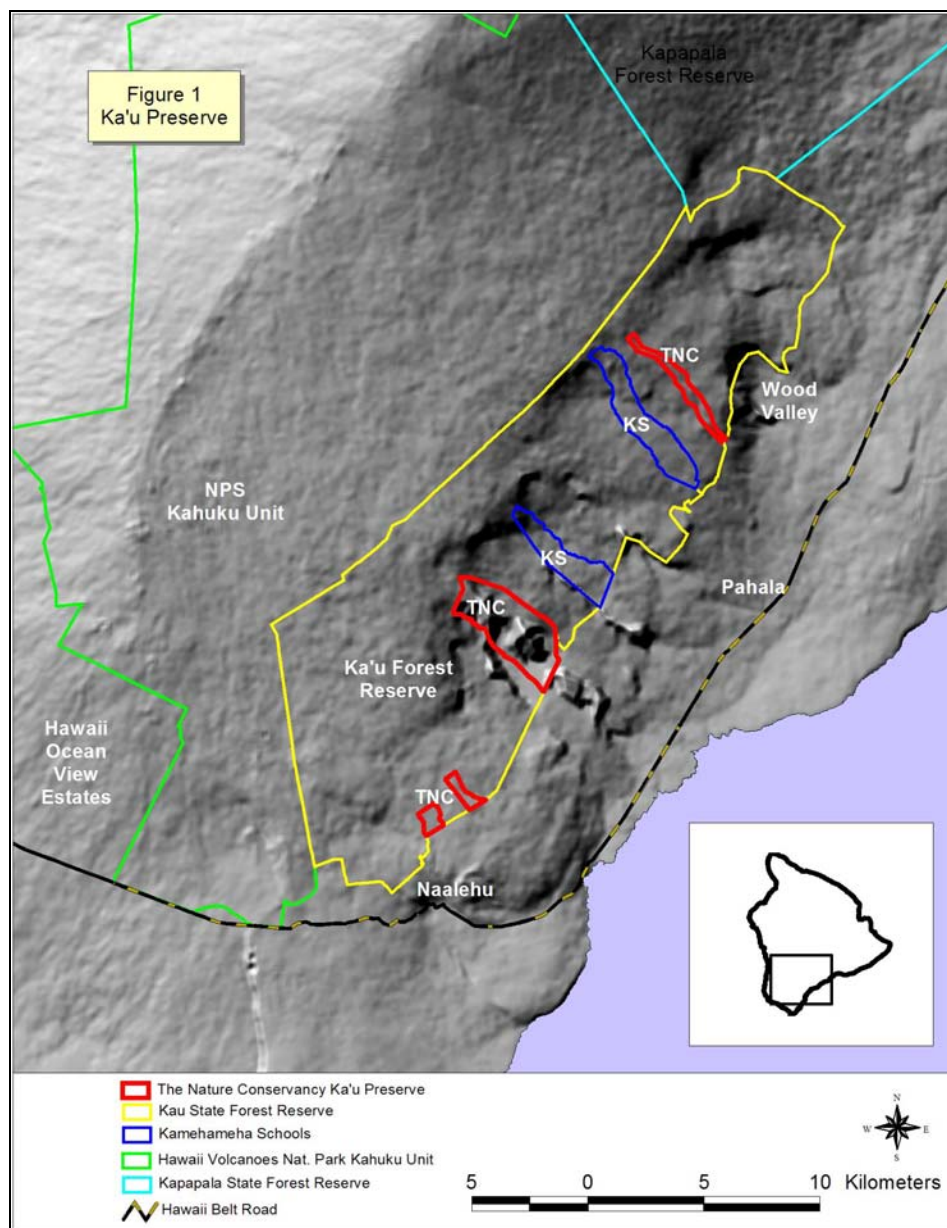 Figure 1
Ka'u Preserve
Kapapala
Forest Reserve
TNC
Wood
Valley
KS
NPS
Kahuku Unit
KS
Pahala
TNC
Ka'u Forest
Reserve
Hawaii
Ocean
View
Estates
TNC
Naalehu
The Nature Conservancy Ka'u Preserve
Kau State Forest Reserve
Kamehameha Schools
Hawaii Volcanoes Nat. Park Kahuku Unit
Kapapala State Forest Reserve
Hawaii Belt Road
N
W E
S
5 0 5 10 Kilometers